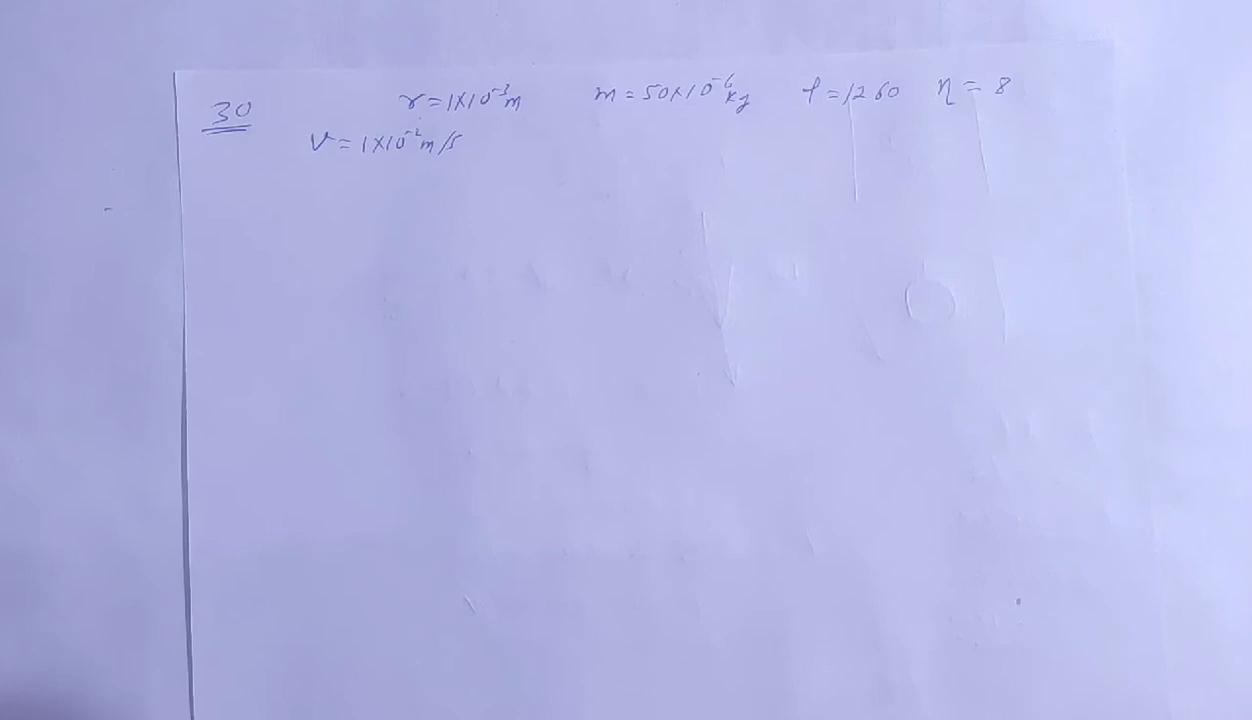 30 r = 1×10⁻³m m = 50×10⁻⁶kg ρ = 1260 η = 8
V = 1×10⁻²m/s